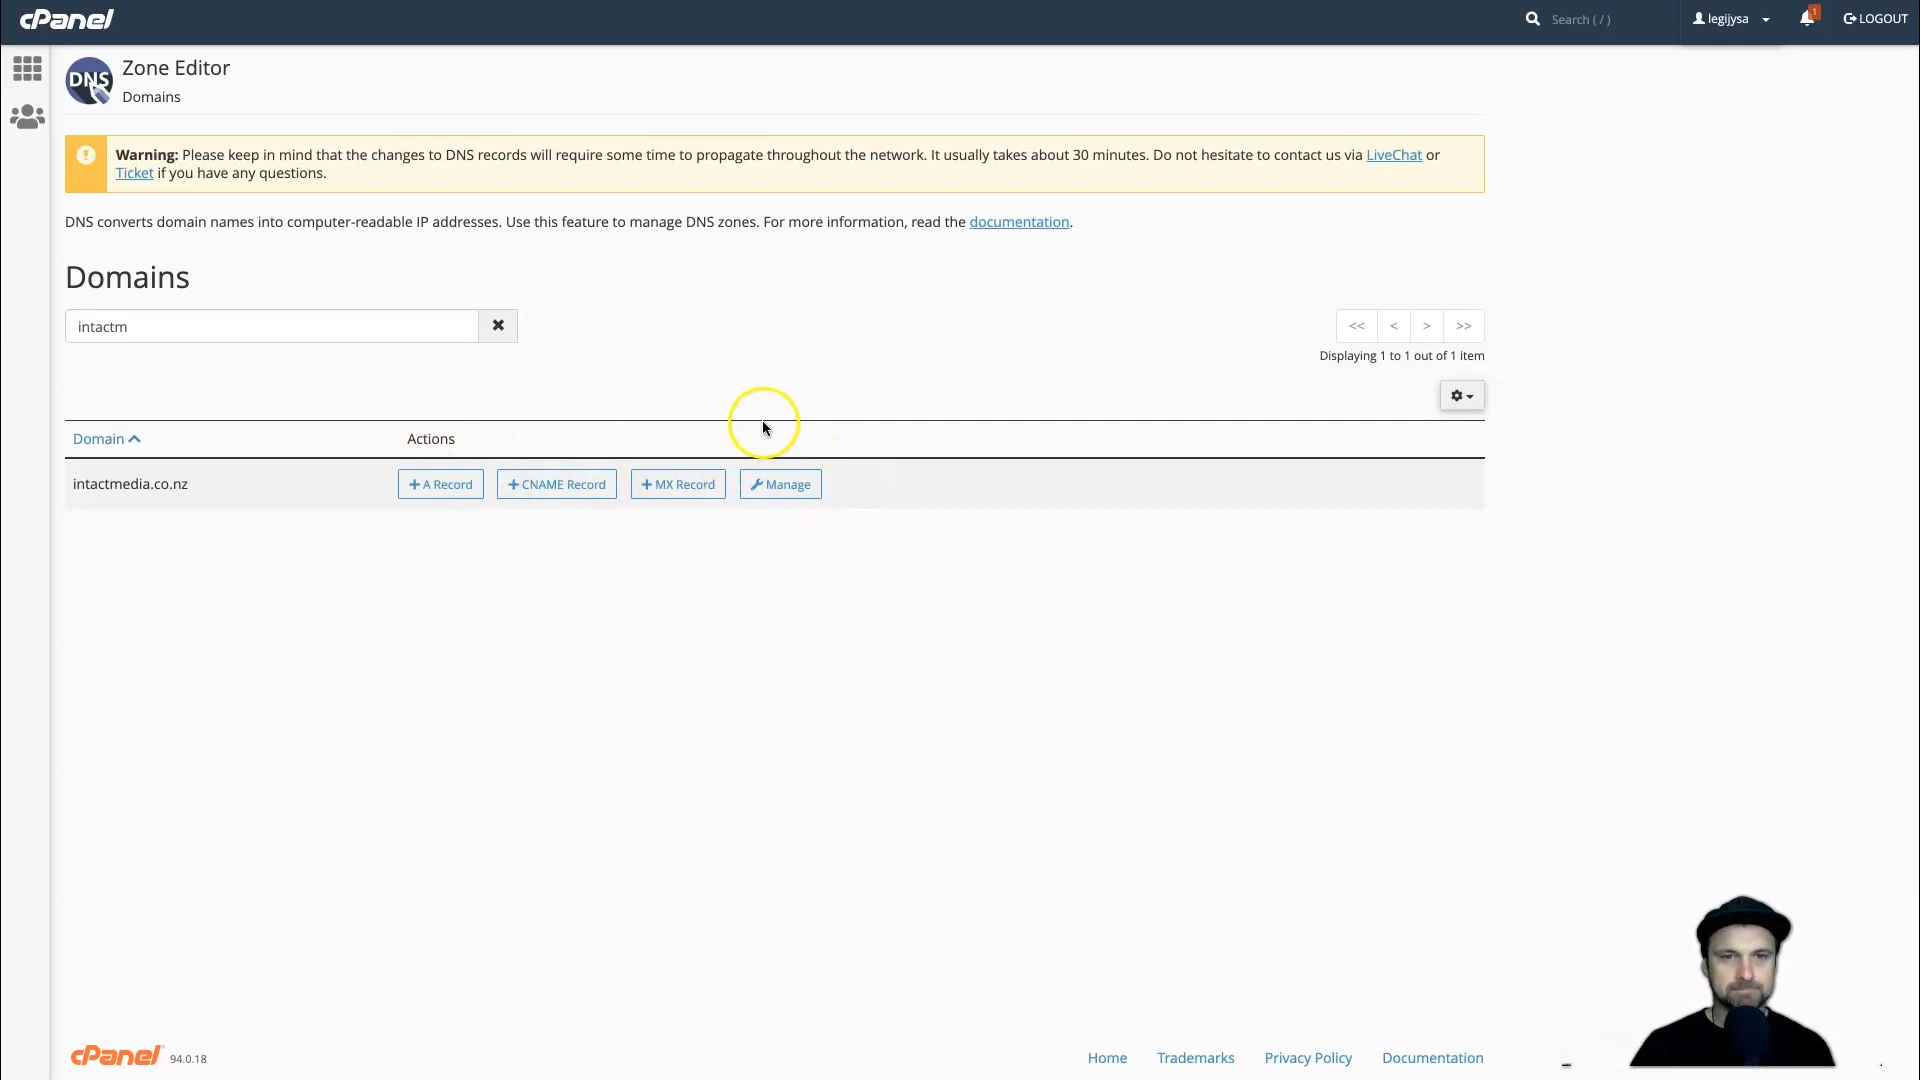 cPanel
Search ( / )
legijysa
1
LOGOUT
DNS
Zone Editor
Domains
Warning: Please keep in mind that the changes to DNS records will require some time to propagate throughout the network. It usually takes about 30 minutes. Do not hesitate to contact us via LiveChat or
Ticket if you have any questions.
DNS converts domain names into computer-readable IP addresses. Use this feature to manage DNS zones. For more information, read the documentation.
Domains
intactm
<< < > >>
Displaying 1 to 1 out of 1 item
Domain Actions
intactmedia.co.nz + A Record + CNAME Record + MX Record Manage
cPanel 94.0.18
Home Trademarks Privacy Policy Documentation